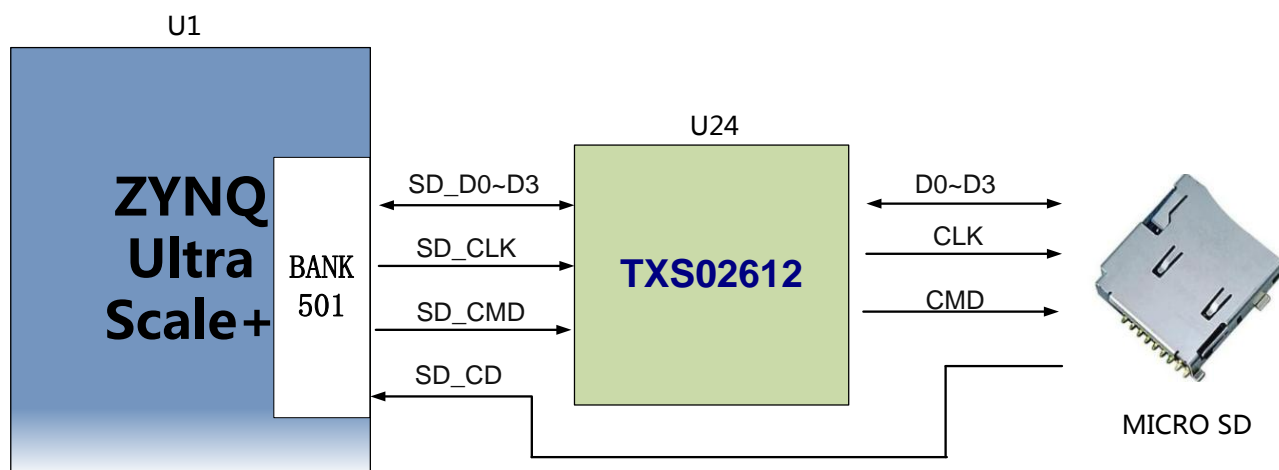 U1
U24
ZYNQ
Ultra
Scale+
BANK
501
SD_D0~D3
SD_CLK
SD_CMD
SD_CD
TXS02612
D0~D3
CLK
CMD
MICRO SD